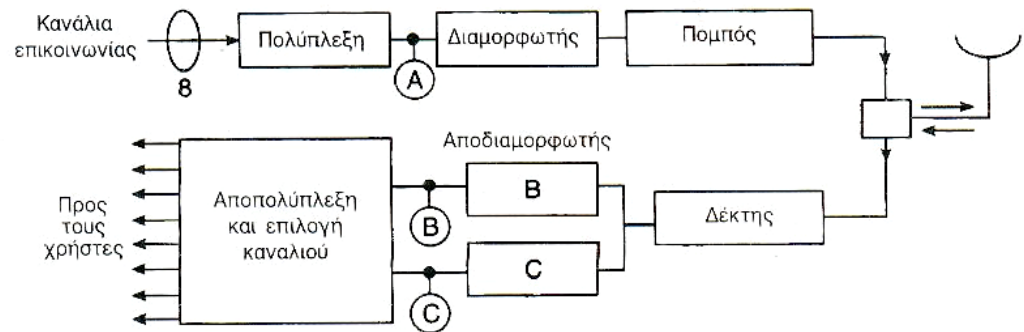 Κανάλια
επικοινωνίας
8
Πολύπλεξη
A
Διαμορφωτής
Πομπός
Αποδιαμορφωτής
Προς
τους
χρήστες
Αποπολύπλεξη
και επιλογή
καναλιού
B
B
Δέκτης
C
C